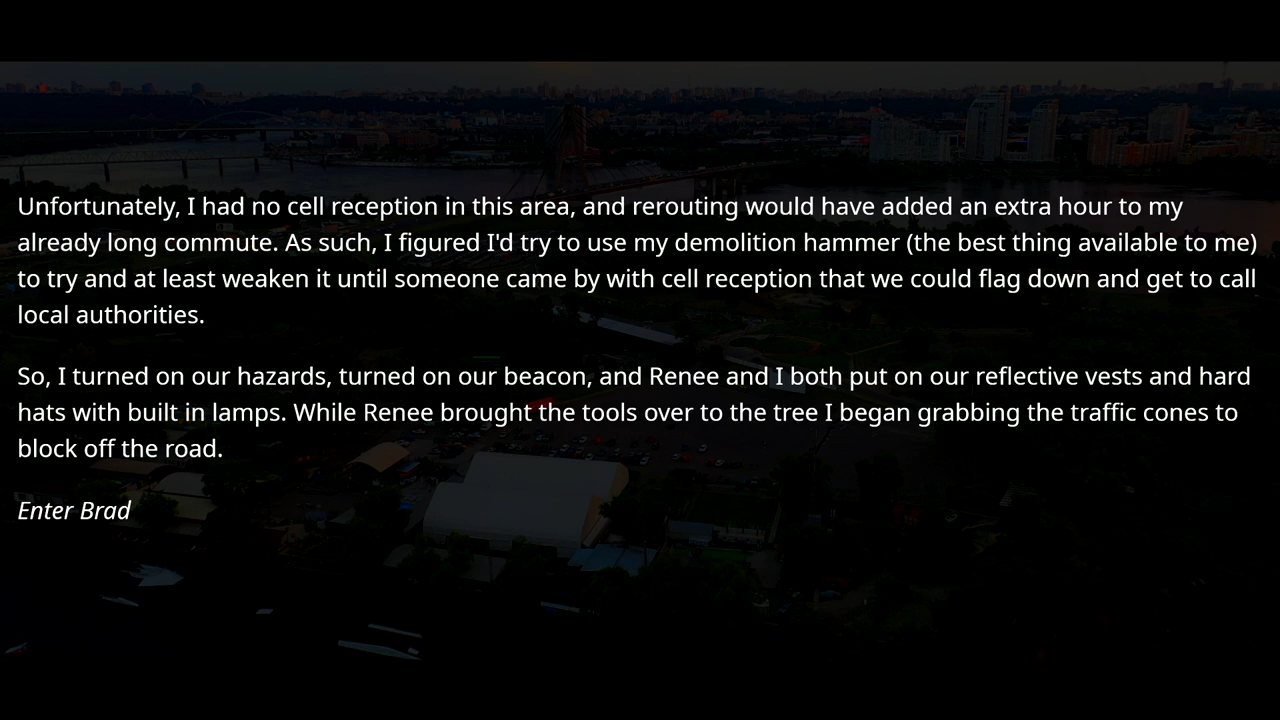 Unfortunately, I had no cell reception in this area, and rerouting would have added an extra hour to my
already long commute. As such, I figured I'd try to use my demolition hammer (the best thing available to me)
to try and at least weaken it until someone came by with cell reception that we could flag down and get to call
local authorities.
So, I turned on our hazards, turned on our beacon, and Renee and I both put on our reflective vests and hard
hats with built in lamps. While Renee brought the tools over to the tree I began grabbing the traffic cones to
block off the road.
Enter Brad